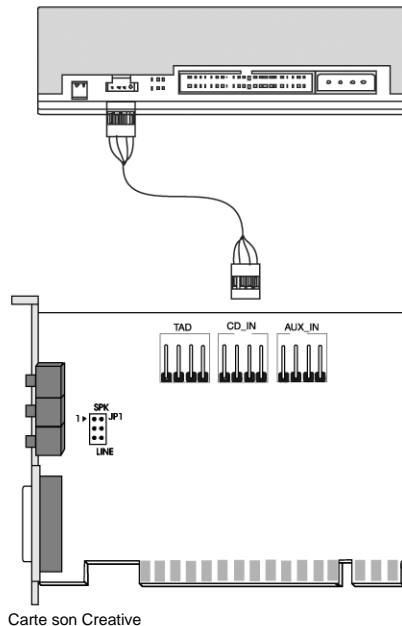 TAD CD_IN AUX_IN
SPK
1 JP1
LINE
Carte son Creative